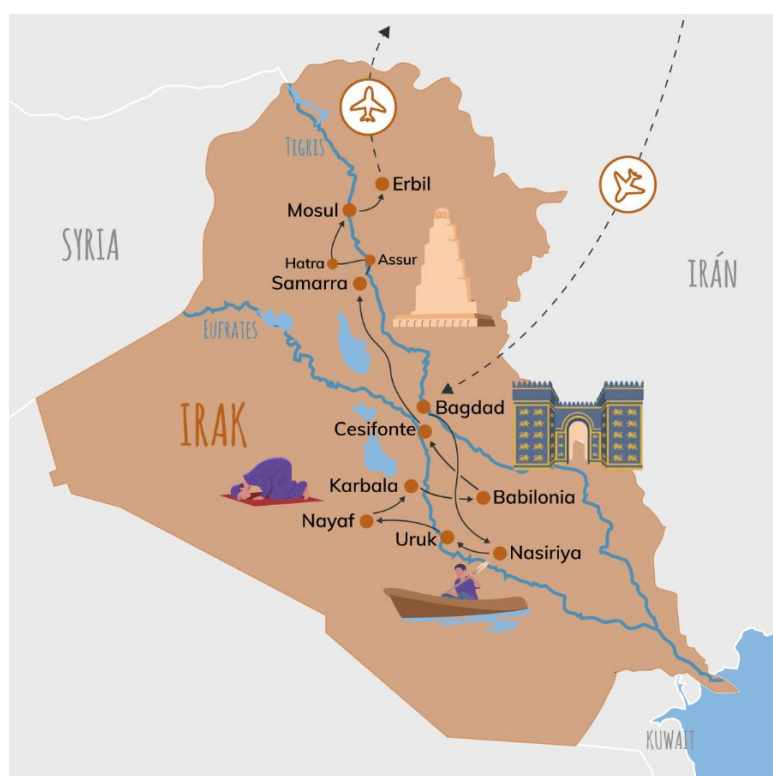 TIGRIS
Erbil
Mosul
SYRIA
Hatra
Assur
IRÁN
Samarra
EUFRATES
Bagdad
IRAK
Cesifonte
Karbala
Babilonia
Nayaf
Uruk
Nasiriya
KUWAIT